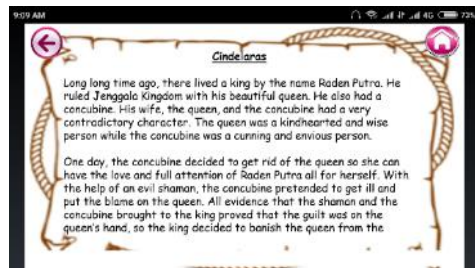 9:09 AM 4G 73%
Cindelaras
Long long time ago, there lived a king by the name Raden Putra. He
ruled Jenggala Kingdom with his beautiful queen. He also had a
concubine. His wife, the queen, and the concubine had a very
contradictory character. The queen was a kindhearted and wise
person while the concubine was a cunning and envious person.
One day, the concubine decided to get rid of the queen so she can
have the love and full attention of Raden Putra all for herself. With
the help of an evil shaman, the concubine pretended to get ill and
put the blame on the queen. All evidence that the shaman and the
concubine brought to the king proved that the guilt was on the
queen's hand, so the king decided to banish the queen from the